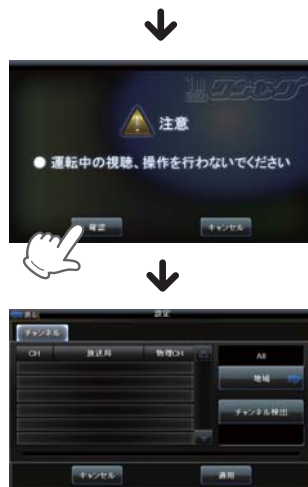 注意
● 運転中の視聴、操作を行わないでください
確認
キャンセル
戻る
設定
チャンネル
CH
放送局
物理CH
All
地域
チャンネル検出
キャンセル
適用